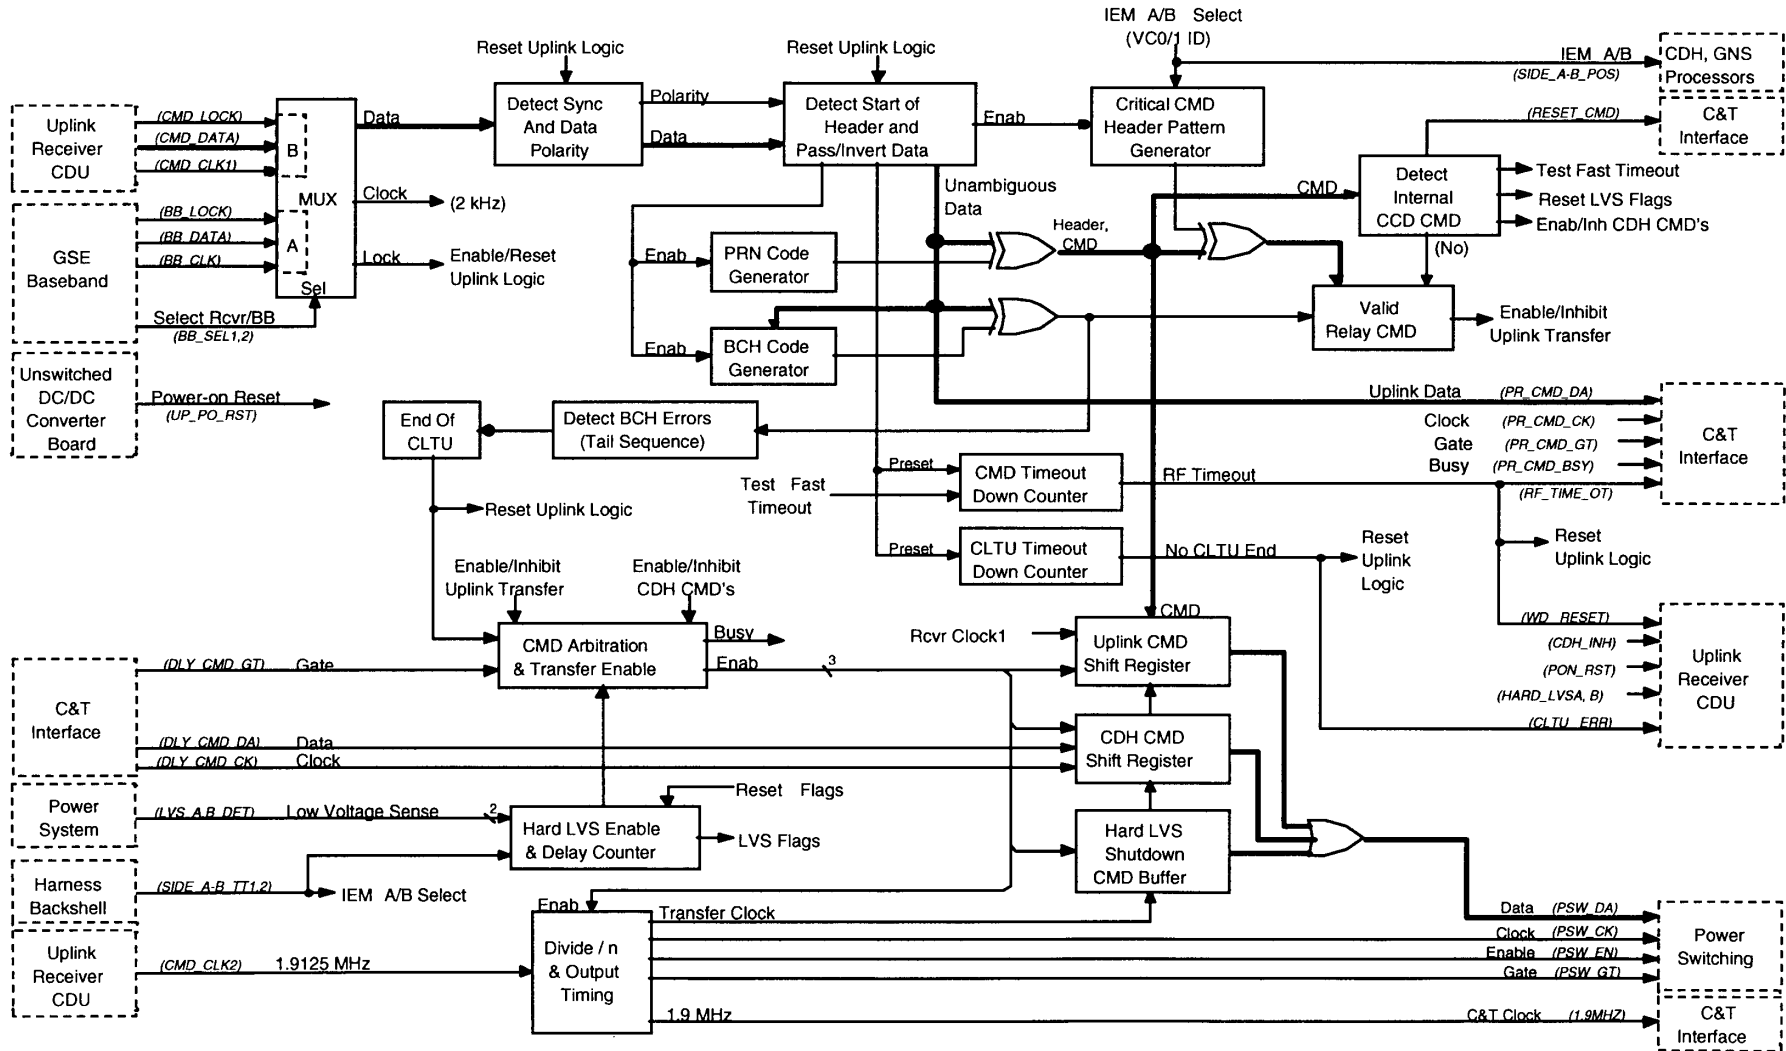 IEM A/B Select
(VC0/1 ID)
Reset Uplink Logic
Reset Uplink Logic
IEM A/B
(SIDE_A-B_POS)
CDH, GNS
Processors
Uplink
Receiver
CDU
(CMD_LOCK)
(CMD_DATA)
(CMD_CLK1)
B
MUX
A
Sel
Data
Clock
(2 kHz)
Lock
Enable/Reset
Uplink Logic
GSE
Baseband
(BB_LOCK)
(BB_DATA)
(BB_CLK)
Select Rcvr/BB
(BB_SEL1,2)
Detect Sync
And Data
Polarity
Polarity
Data
Detect Start of
Header and
Pass/Invert Data
Enab
Critical CMD
Header Pattern
Generator
(RESET_CMD)
C&T
Interface
Detect
Internal
CCD CMD
CMD
(No)
Test Fast Timeout
Reset LVS Flags
Enab/Inh CDH CMD's
Unambiguous
Data
Header,
CMD
Enab
PRN Code
Generator
Enab
BCH Code
Generator
Valid
Relay CMD
Enable/Inhibit
Uplink Transfer
Unswitched
DC/DC
Converter
Board
Power-on Reset
(UP_PO_RST)
End Of
CLTU
Detect BCH Errors
(Tail Sequence)
Uplink Data
(PR_CMD_DA)
Clock
(PR_CMD_CK)
Gate
(PR_CMD_GT)
Busy
(PR_CMD_BSY)
(RF_TIME_OT)
C&T
Interface
Preset
Test Fast
Timeout
CMD Timeout
Down Counter
RF Timeout
Reset Uplink Logic
Preset
CLTU Timeout
Down Counter
No CLTU End
Reset
Uplink
Logic
Reset
Uplink Logic
Enable/Inhibit
Uplink Transfer
Enable/Inhibit
CDH CMD's
CMD Arbitration
& Transfer Enable
Busy
Enab
3
Rcvr Clock1
CMD
Uplink CMD
Shift Register
(WD_RESET)
(CDH_INH)
(PON_RST)
(HARD_LVSA, B)
(CLTU_ERR)
Uplink
Receiver
CDU
C&T
Interface
(DLY_CMD_GT)
Gate
(DLY_CMD_DA)
Data
(DLY_CMD_CK)
Clock
CDH CMD
Shift Register
Power
System
(LVS_A,B_DET)
Low Voltage Sense
2
Reset Flags
Hard LVS Enable
& Delay Counter
LVS Flags
Hard LVS
Shutdown
CMD Buffer
Harness
Backshell
(SIDE_A-B_TT1,2)
IEM A/B Select
Uplink
Receiver
CDU
(CMD_CLK2)
1.9125 MHz
Enab
Divide / n
& Output
Timing
Transfer Clock
1.9 MHz
Data
(PSW_DA)
Clock
(PSW_CK)
Enable
(PSW_EN)
Gate
(PSW_GT)
Power
Switching
C&T Clock
(1.9MHZ)
C&T
Interface